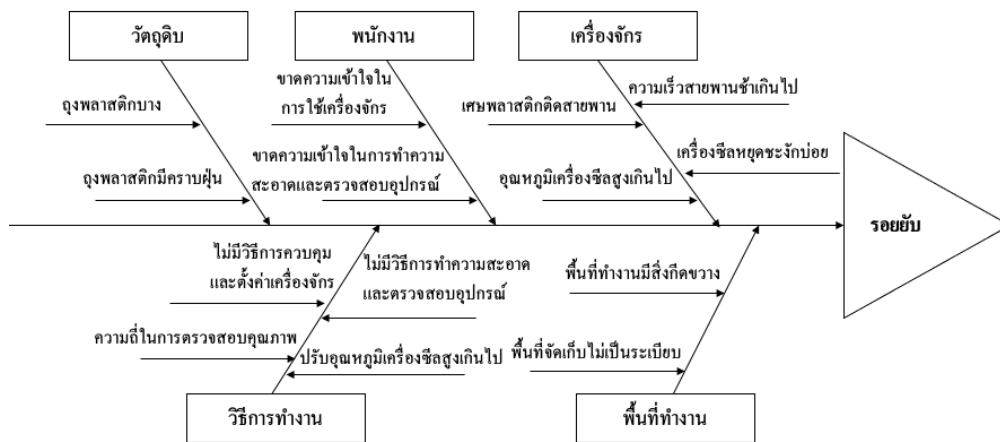 วัตถุดิบ
พนักงาน
เครื่องจักร
ถุงพลาสติกบาง
ถุงพลาสติกมีคราบฝุ่น
ขาดความเข้าใจใน
การใช้เครื่องจักร
ขาดความเข้าใจในการทำความ
สะอาดและตรวจสอบอุปกรณ์
ความเร็วสายพานช้าเกินไป
เศษพลาสติกติดสายพาน
เครื่องซีลหยุดชะงักบ่อย
อุณหภูมิเครื่องซีลสูงเกินไป
รอยยับ
ไม่มีวิธีการควบคุม
และตั้งค่าเครื่องจักร
ไม่มีวิธีการทำความสะอาด
และตรวจสอบอุปกรณ์
ความถี่ในการตรวจสอบคุณภาพ
ปรับอุณหภูมิเครื่องซีลสูงเกินไป
พื้นที่ทำงานมีสิ่งกีดขวาง
พื้นที่จัดเก็บไม่เป็นระเบียบ
วิธีการทำงาน
พื้นที่ทำงาน